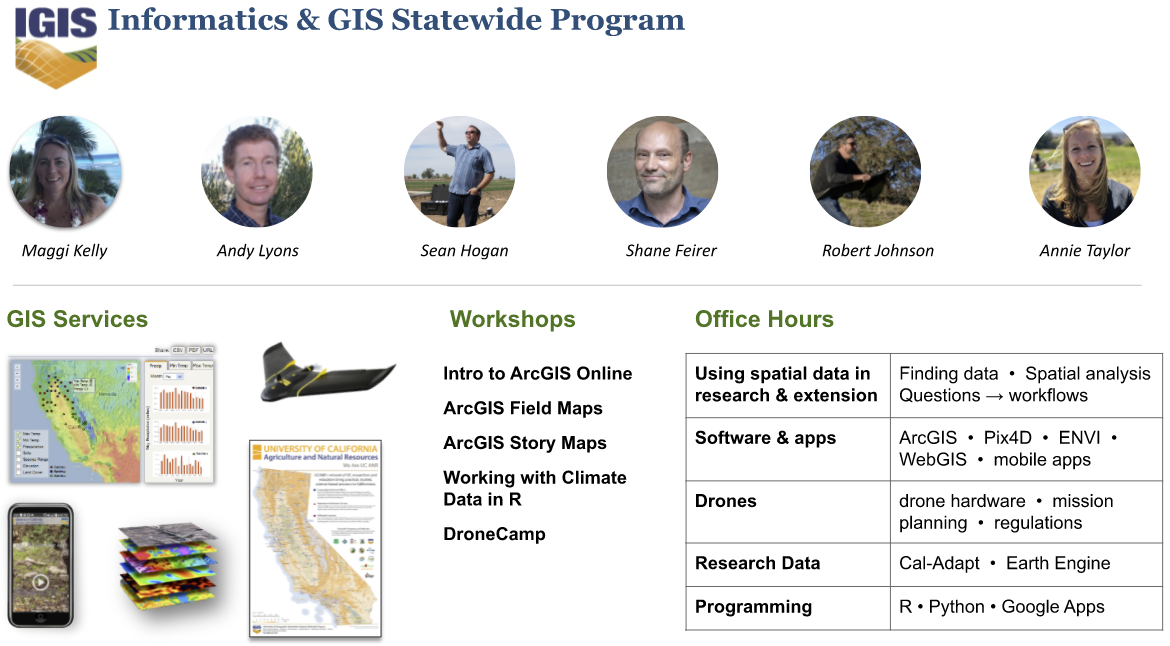 IGIS
Informatics & GIS Statewide Program
Maggi Kelly
Andy Lyons
Sean Hogan
Shane Feirer
Robert Johnson
Annie Taylor
GIS Services
Share: CSV PDF URL
Precip Min Temp Max Temp
Month:
Nevada
Year
UNIVERSITY OF CALIFORNIA
Agriculture and Natural Resources
We Are UC ANR
Workshops
Intro to ArcGIS Online
ArcGIS Field Maps
ArcGIS Story Maps
Working with Climate
Data in R
DroneCamp
Office Hours
Using spatial data in
research & extension
Finding data • Spatial analysis
Questions → workflows
Software & apps
ArcGIS • Pix4D • ENVI •
WebGIS • mobile apps
Drones
drone hardware • mission
planning • regulations
Research Data
Cal-Adapt • Earth Engine
Programming
R • Python • Google Apps